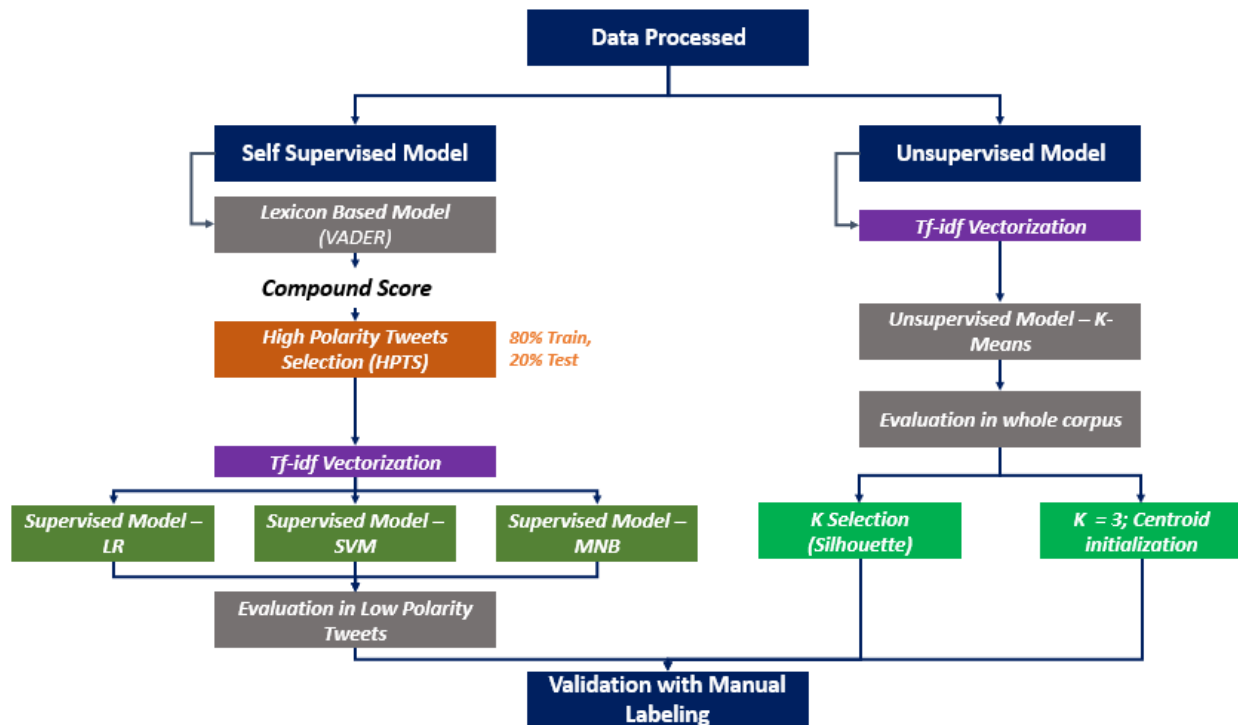 Data Processed
Self Supervised Model
Lexicon Based Model
(VADER)
Compound Score
High Polarity Tweets
Selection (HPTS)
80% Train,
20% Test
Tf-idf Vectorization
Supervised Model –
LR
Supervised Model –
SVM
Supervised Model –
MNB
Evaluation in Low Polarity
Tweets
Unsupervised Model
Tf-idf Vectorization
Unsupervised Model – K-
Means
Evaluation in whole corpus
K Selection
(Silhouette)
K = 3; Centroid
initialization
Validation with Manual
Labeling